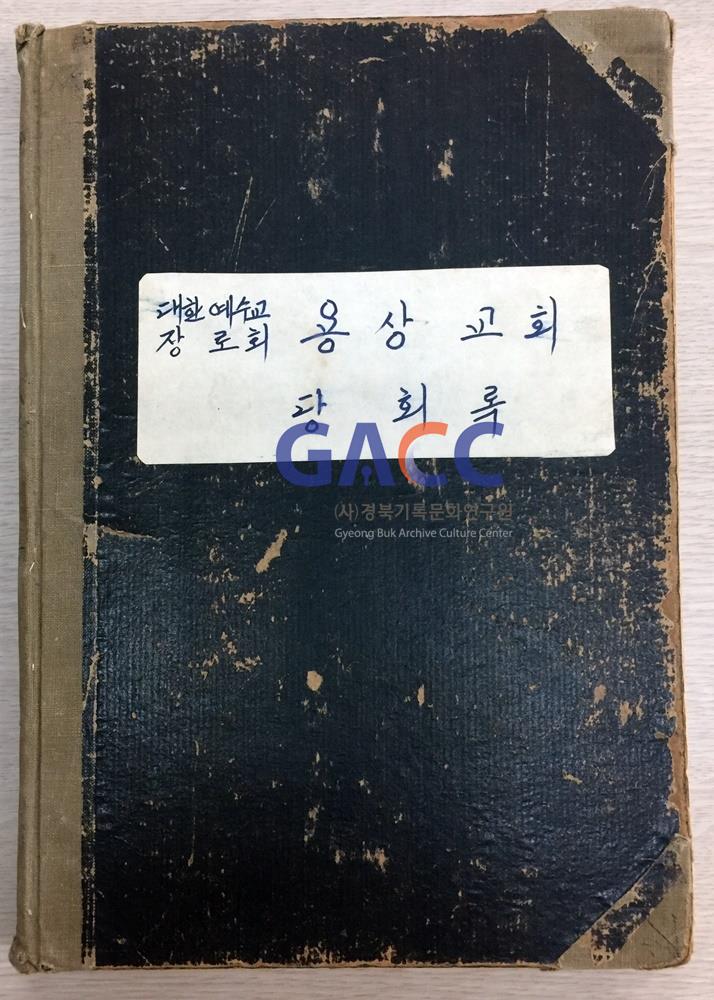 대한 예수교
장로회 용상 교회
당 회 록
GACC
(사)경북기록문화연구원
Gyeong Buk Archive Culture Center